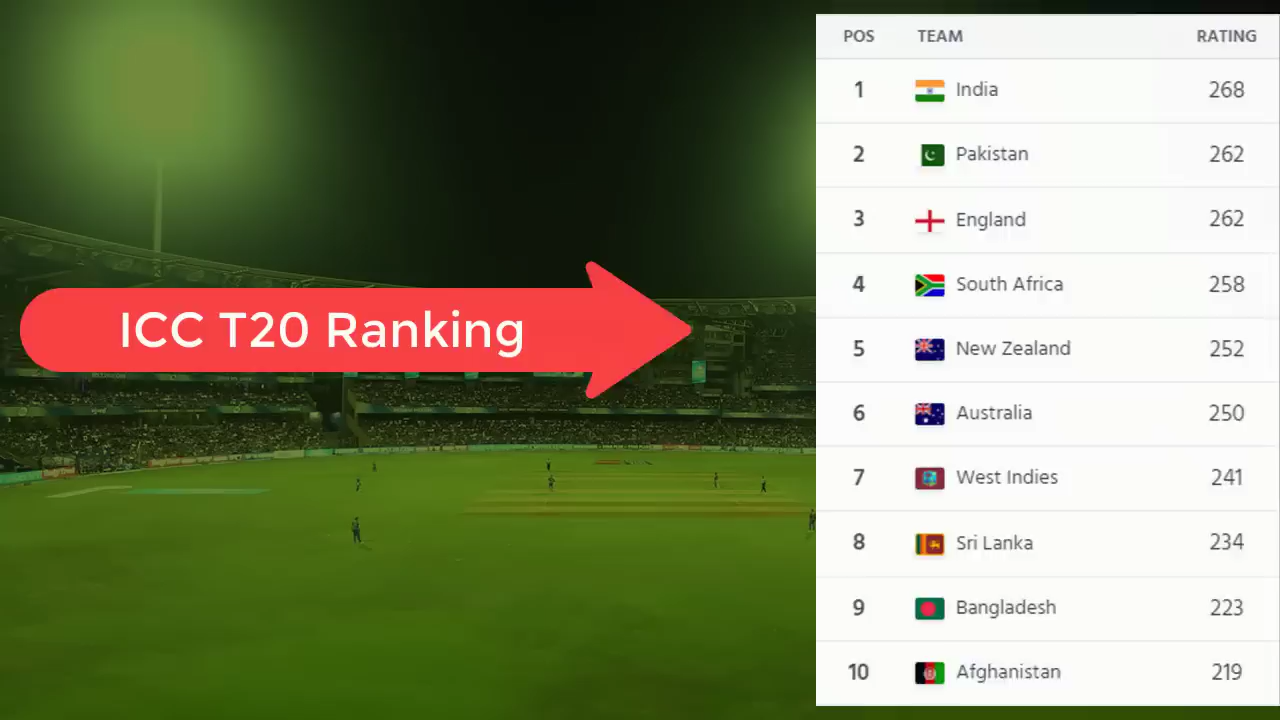 ICC T20 Ranking
POS TEAM RATING
1 India 268
2 Pakistan 262
3 England 262
4 South Africa 258
5 New Zealand 252
6 Australia 250
7 West Indies 241
8 Sri Lanka 234
9 Bangladesh 223
10 Afghanistan 219